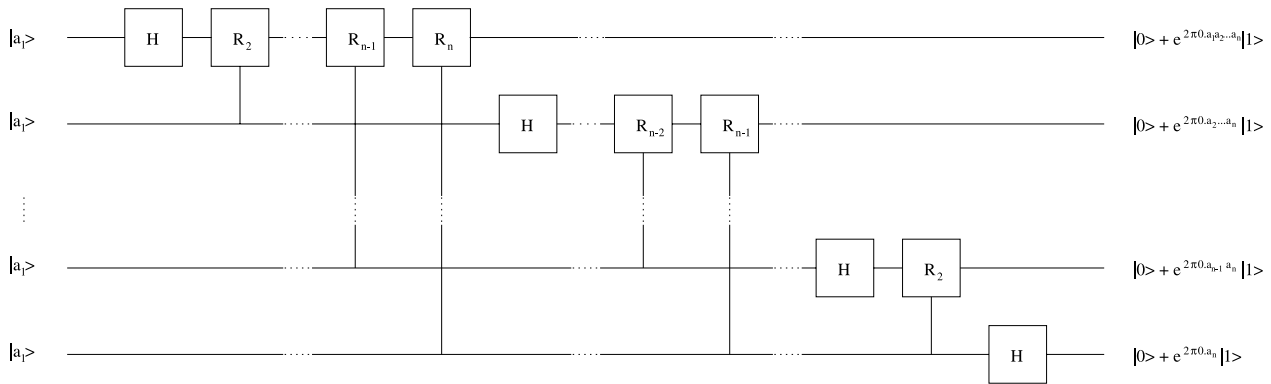 |a₁> H R₂ ..... Rₙ₋₁ Rₙ ..... ..... |0> + e^2π0.a₁a₂...aₙ|1>
|a₁> ..... H ..... Rₙ₋₂ Rₙ₋₁ ..... |0> + e^2π0.a₂...aₙ|1>
|a₁> ..... ..... ..... H R₂ |0> + e^2π0.aₙ₋₁ aₙ|1>
|a₁> ..... ..... ..... H |0> + e^2π0.aₙ|1>